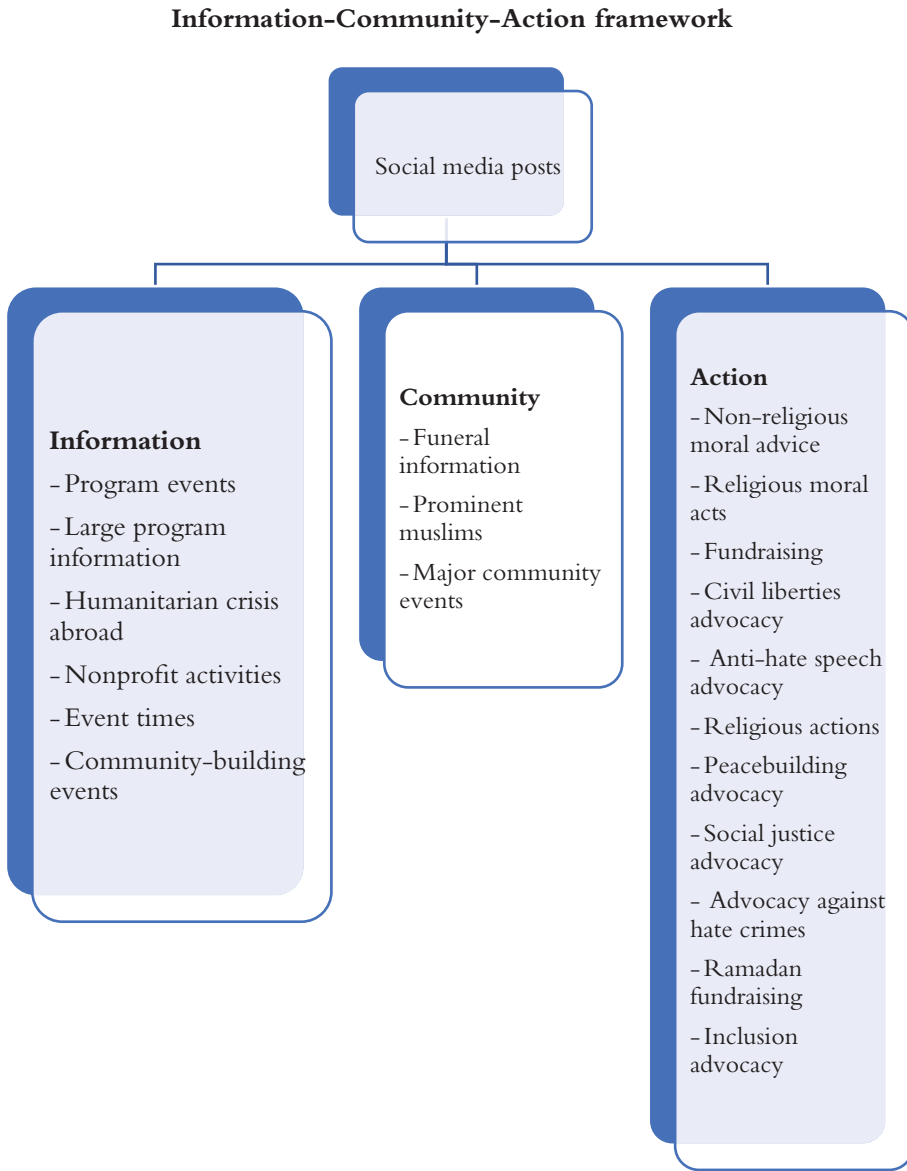 Information-Community-Action framework
Social media posts
Information
-Program events
-Large program
information
-Humanitarian crisis
abroad
-Nonprofit activities
-Event times
-Community-building
events
Community
-Funeral
information
-Prominent
muslims
-Major community
events
Action
-Non-religious
moral advice
-Religious moral
acts
-Fundraising
-Civil liberties
advocacy
- Anti-hate speech
advocacy
-Religious actions
-Peacebuilding
advocacy
-Social justice
advocacy
- Advocacy against
hate crimes
-Ramadan
fundraising
-Inclusion
advocacy